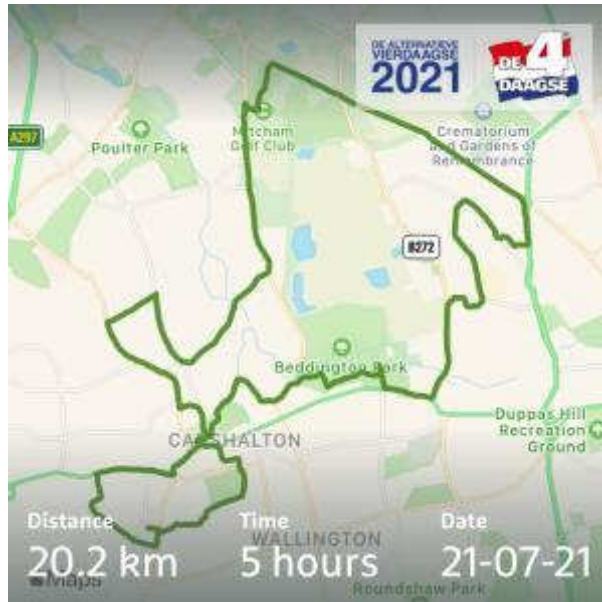 DE ALTERNATIEVE
VIERDAAGSE
2021
DE 4
DAAGSE
A297
Poulter Park
Mitcham
Golf Club
Crematorium
and Gardens of
Remembrance
B272
Beddington Park
Duppas Hill
Recreation
Ground
CARSHALTON
Distance
20.2 km
Time
5 hours
Date
21-07-21
WALLINGTON
Maps
Roundshaw Park